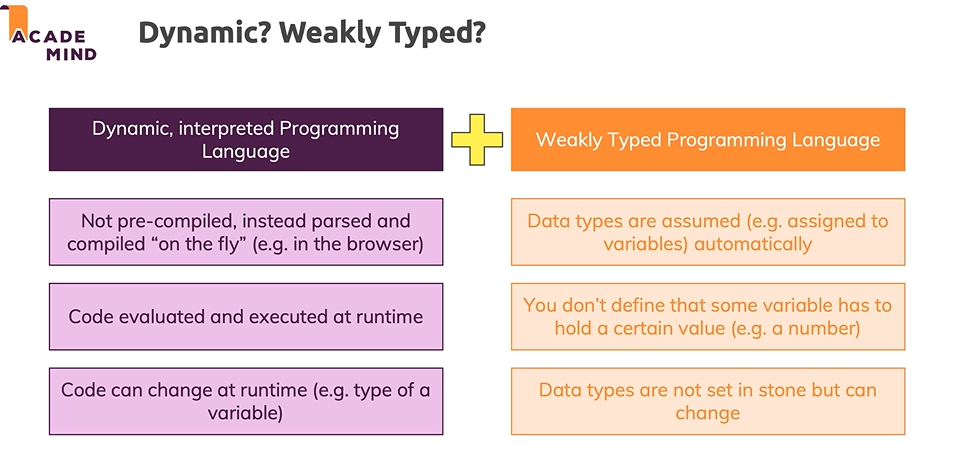 ACADE
MIND
Dynamic? Weakly Typed?
Dynamic, interpreted Programming
Language
Weakly Typed Programming Language
Not pre-compiled, instead parsed and
compiled “on the fly” (e.g. in the browser)
Data types are assumed (e.g. assigned to
variables) automatically
Code evaluated and executed at runtime
You don’t define that some variable has to
hold a certain value (e.g. a number)
Code can change at runtime (e.g. type of a
variable)
Data types are not set in stone but can
change